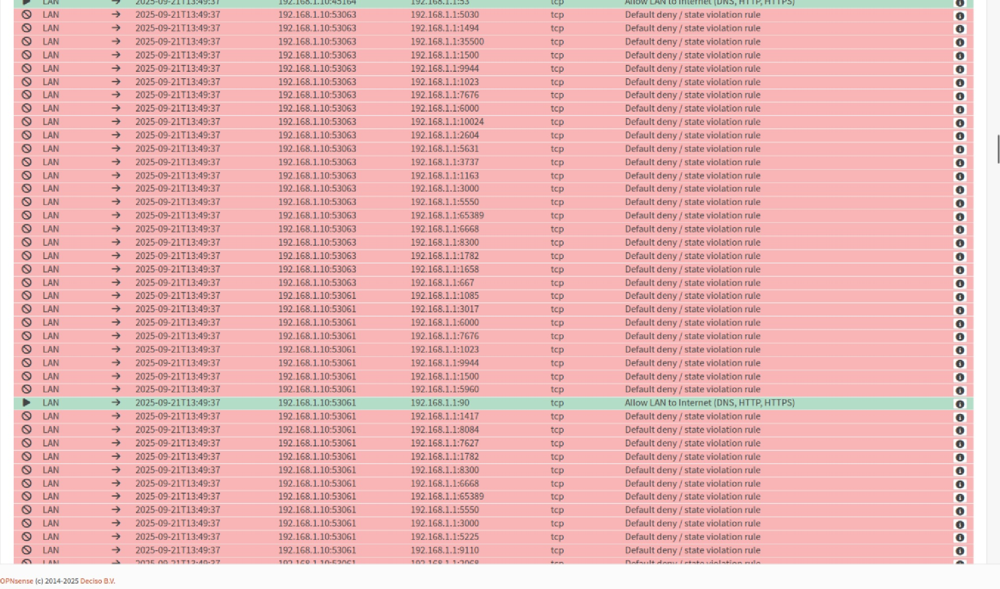 LAN 2025-09-21T13:49:37 192.168.1.10:45164 192.168.1.1:53 tcp Allow LAN to Internet (DNS, HTTP, HTTPS)
LAN → 2025-09-21T13:49:37 192.168.1.10:53063 192.168.1.1:5030 tcp Default deny / state violation rule
LAN → 2025-09-21T13:49:37 192.168.1.10:53063 192.168.1.1:1494 tcp Default deny / state violation rule
LAN → 2025-09-21T13:49:37 192.168.1.10:53063 192.168.1.1:35500 tcp Default deny / state violation rule
LAN → 2025-09-21T13:49:37 192.168.1.10:53063 192.168.1.1:1500 tcp Default deny / state violation rule
LAN → 2025-09-21T13:49:37 192.168.1.10:53063 192.168.1.1:9944 tcp Default deny / state violation rule
LAN → 2025-09-21T13:49:37 192.168.1.10:53063 192.168.1.1:1023 tcp Default deny / state violation rule
LAN → 2025-09-21T13:49:37 192.168.1.10:53063 192.168.1.1:7676 tcp Default deny / state violation rule
LAN → 2025-09-21T13:49:37 192.168.1.10:53063 192.168.1.1:6000 tcp Default deny / state violation rule
LAN → 2025-09-21T13:49:37 192.168.1.10:53063 192.168.1.1:10024 tcp Default deny / state violation rule
LAN → 2025-09-21T13:49:37 192.168.1.10:53063 192.168.1.1:2604 tcp Default deny / state violation rule
LAN → 2025-09-21T13:49:37 192.168.1.10:53063 192.168.1.1:5631 tcp Default deny / state violation rule
LAN → 2025-09-21T13:49:37 192.168.1.10:53063 192.168.1.1:3737 tcp Default deny / state violation rule
LAN → 2025-09-21T13:49:37 192.168.1.10:53063 192.168.1.1:1163 tcp Default deny / state violation rule
LAN → 2025-09-21T13:49:37 192.168.1.10:53063 192.168.1.1:3000 tcp Default deny / state violation rule
LAN → 2025-09-21T13:49:37 192.168.1.10:53063 192.168.1.1:5550 tcp Default deny / state violation rule
LAN → 2025-09-21T13:49:37 192.168.1.10:53063 192.168.1.1:65389 tcp Default deny / state violation rule
LAN → 2025-09-21T13:49:37 192.168.1.10:53063 192.168.1.1:6668 tcp Default deny / state violation rule
LAN → 2025-09-21T13:49:37 192.168.1.10:53063 192.168.1.1:8300 tcp Default deny / state violation rule
LAN → 2025-09-21T13:49:37 192.168.1.10:53063 192.168.1.1:1782 tcp Default deny / state violation rule
LAN → 2025-09-21T13:49:37 192.168.1.10:53063 192.168.1.1:1658 tcp Default deny / state violation rule
LAN → 2025-09-21T13:49:37 192.168.1.10:53063 192.168.1.1:667 tcp Default deny / state violation rule
LAN → 2025-09-21T13:49:37 192.168.1.10:53061 192.168.1.1:1085 tcp Default deny / state violation rule
LAN → 2025-09-21T13:49:37 192.168.1.10:53061 192.168.1.1:3017 tcp Default deny / state violation rule
LAN → 2025-09-21T13:49:37 192.168.1.10:53061 192.168.1.1:6000 tcp Default deny / state violation rule
LAN → 2025-09-21T13:49:37 192.168.1.10:53061 192.168.1.1:7676 tcp Default deny / state violation rule
LAN → 2025-09-21T13:49:37 192.168.1.10:53061 192.168.1.1:1023 tcp Default deny / state violation rule
LAN → 2025-09-21T13:49:37 192.168.1.10:53061 192.168.1.1:9944 tcp Default deny / state violation rule
LAN → 2025-09-21T13:49:37 192.168.1.10:53061 192.168.1.1:1500 tcp Default deny / state violation rule
LAN → 2025-09-21T13:49:37 192.168.1.10:53061 192.168.1.1:5960 tcp Default deny / state violation rule
LAN → 2025-09-21T13:49:37 192.168.1.10:53061 192.168.1.1:90 tcp Allow LAN to Internet (DNS, HTTP, HTTPS)
LAN → 2025-09-21T13:49:37 192.168.1.10:53061 192.168.1.1:1417 tcp Default deny / state violation rule
LAN → 2025-09-21T13:49:37 192.168.1.10:53061 192.168.1.1:8084 tcp Default deny / state violation rule
LAN → 2025-09-21T13:49:37 192.168.1.10:53061 192.168.1.1:7627 tcp Default deny / state violation rule
LAN → 2025-09-21T13:49:37 192.168.1.10:53061 192.168.1.1:1782 tcp Default deny / state violation rule
LAN → 2025-09-21T13:49:37 192.168.1.10:53061 192.168.1.1:8300 tcp Default deny / state violation rule
LAN → 2025-09-21T13:49:37 192.168.1.10:53061 192.168.1.1:6668 tcp Default deny / state violation rule
LAN → 2025-09-21T13:49:37 192.168.1.10:53061 192.168.1.1:65389 tcp Default deny / state violation rule
LAN → 2025-09-21T13:49:37 192.168.1.10:53061 192.168.1.1:5550 tcp Default deny / state violation rule
LAN → 2025-09-21T13:49:37 192.168.1.10:53061 192.168.1.1:3000 tcp Default deny / state violation rule
LAN → 2025-09-21T13:49:37 192.168.1.10:53061 192.168.1.1:5225 tcp Default deny / state violation rule
LAN → 2025-09-21T13:49:37 192.168.1.10:53061 192.168.1.1:9110 tcp Default deny / state violation rule
LAN → 2025-09-21T13:49:37 192.168.1.10:53061 tcp Default deny / state violation rule
OPNsense (c) 2014-2025 Deciso B.V.